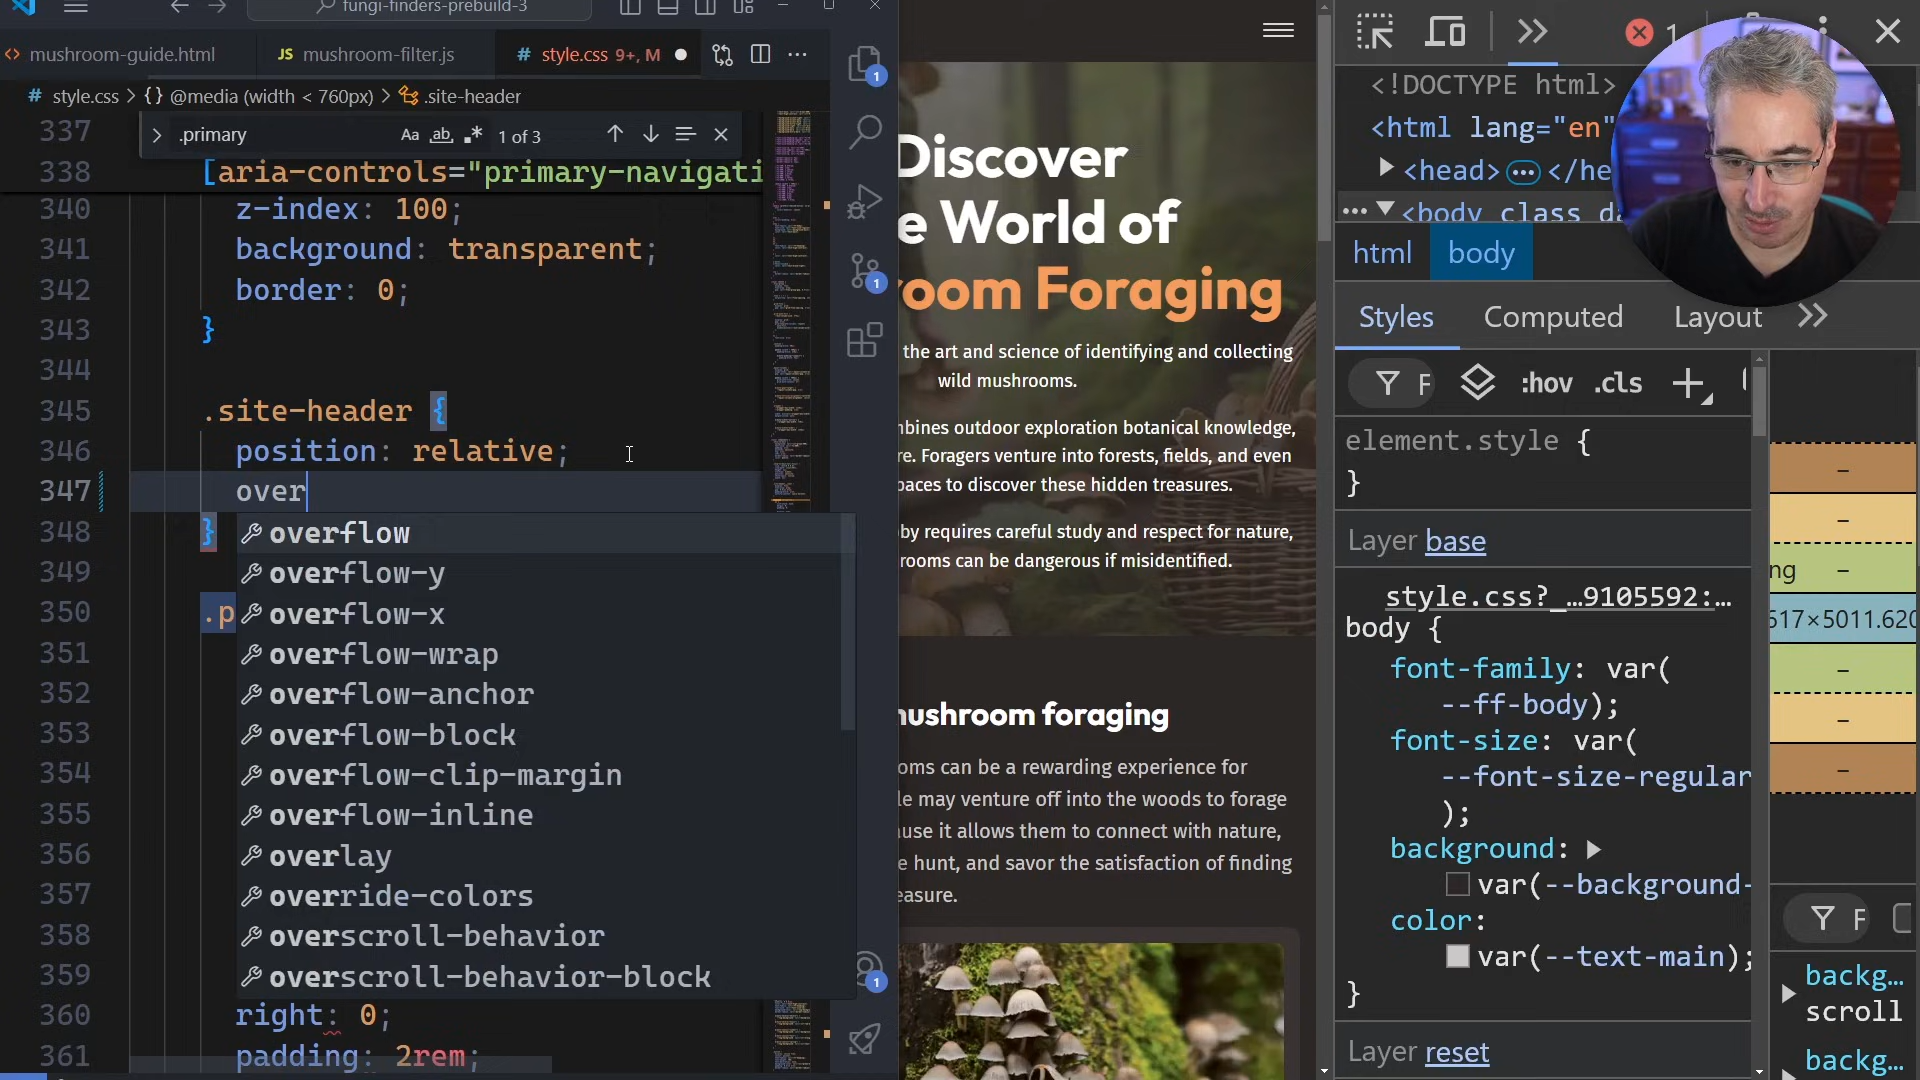 fungi-finders-prebuild-3
mushroom-guide.html
JS mushroom-filter.js
# style.css 9+, M
# style.css > {} @media (width < 760px) > .site-header
.primary
Aa ab .* 1 of 3
337
338 [aria-controls="primary-navigati
340 z-index: 100;
341 background: transparent;
342 border: 0;
343 }
344
345 .site-header {
346 position: relative;
347 over
348 }
349
350 .p
351
352
353
354
355
356
357
358
359
360 right: 0;
361 padding: 2rem;
overflow
overflow-y
overflow-x
overflow-wrap
overflow-anchor
overflow-block
overflow-clip-margin
overflow-inline
overlay
override-colors
overscroll-behavior
overscroll-behavior-block
1
1
1
Discover
e World of
room Foraging
the art and science of identifying and collecting
wild mushrooms.
mbines outdoor exploration botanical knowledge,
re. Foragers venture into forests, fields, and even
paces to discover these hidden treasures.
by requires careful study and respect for nature,
rooms can be dangerous if misidentified.
mushroom foraging
oms can be a rewarding experience for
le may venture off into the woods to forage
ause it allows them to connect with nature,
e hunt, and savor the satisfaction of finding
easure.
1
<!DOCTYPE html>
<html lang="en"
<head> ... </he
... <body class da
html body
Styles Computed Layout
F :hov .cls
element.style {
}
Layer base
style.css?_…9105592:…
body {
font-family: var(
--ff-body);
font-size: var(
--font-size-regular
);
background:
var(--background-
color:
var(--text-main);
}
Layer reset
–
–
ng –
617×5011.620
–
–
–
F
backg…
scroll
backg…